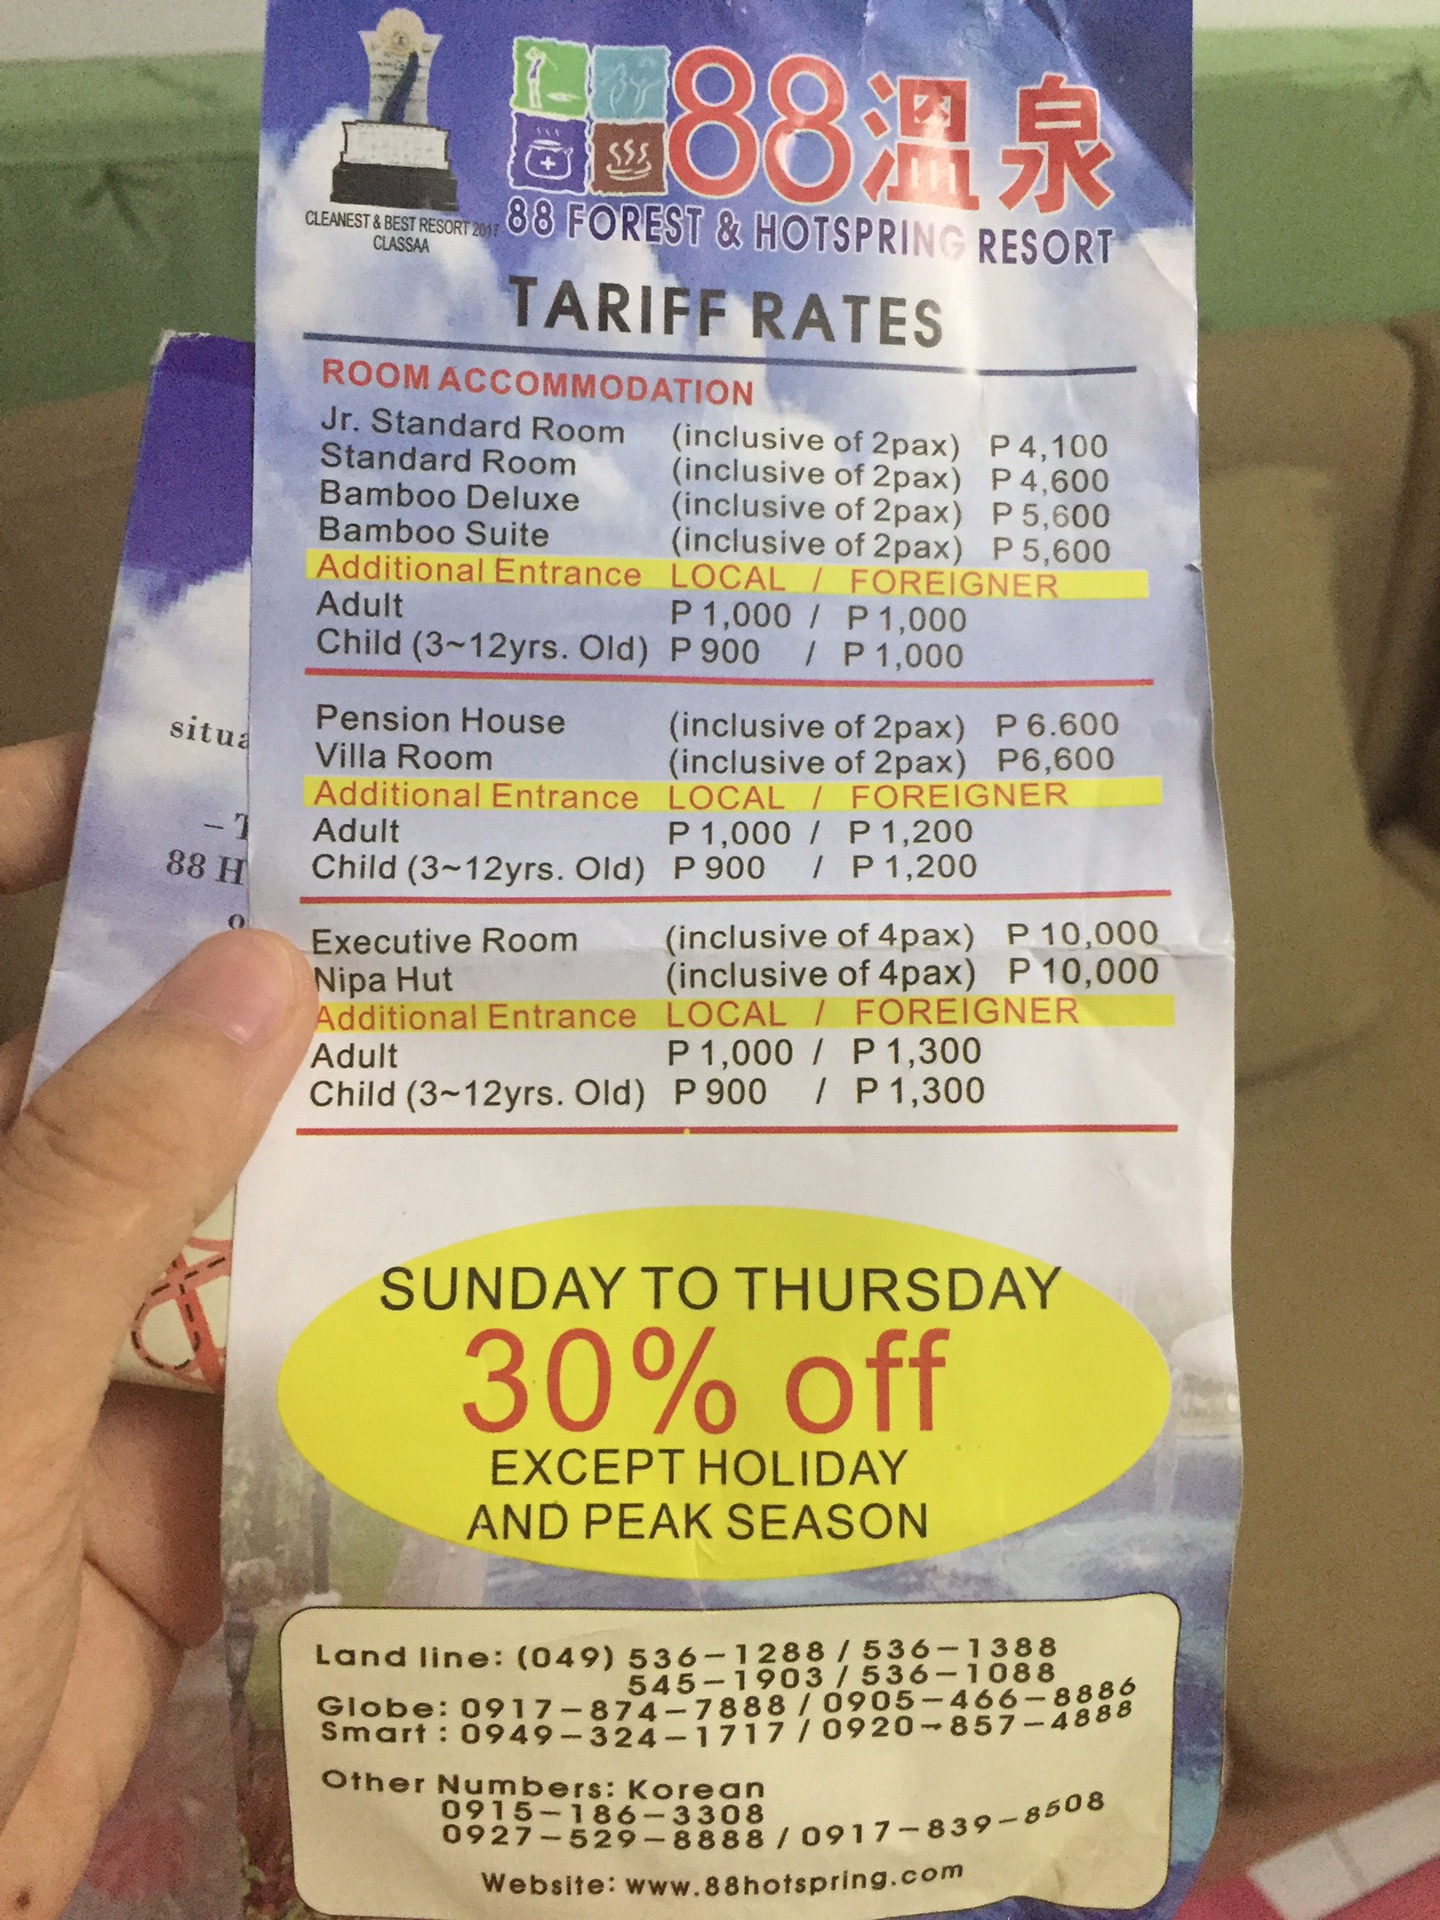 88温泉
CLEANEST & BEST RESORT 2017
CLASSAA
88 FOREST & HOTSPRING RESORT
TARIFF RATES
ROOM ACCOMMODATION
Jr. Standard Room (inclusive of 2pax) P 4,100
Standard Room (inclusive of 2pax) P 4,600
Bamboo Deluxe (inclusive of 2pax) P 5,600
Bamboo Suite (inclusive of 2pax) P 5,600
Additional Entrance LOCAL / FOREIGNER
Adult P 1,000 / P 1,000
Child (3~12yrs. Old) P 900 / P 1,000
Pension House (inclusive of 2pax) P 6.600
Villa Room (inclusive of 2pax) P6,600
Additional Entrance LOCAL / FOREIGNER
Adult P 1,000 / P 1,200
Child (3~12yrs. Old) P 900 / P 1,200
Executive Room (inclusive of 4pax) P 10,000
Nipa Hut (inclusive of 4pax) P 10,000
Additional Entrance LOCAL / FOREIGNER
Adult P 1,000 / P 1,300
Child (3~12yrs. Old) P 900 / P 1,300
SUNDAY TO THURSDAY
30% off
EXCEPT HOLIDAY
AND PEAK SEASON
Land line: (049) 536-1288 / 536-1388
545-1903 / 536-1088
Globe: 0917-874-7888 / 0905-466-8886
Smart : 0949-324-1717 / 0920-857-4888
Other Numbers: Korean
0915-186-3308
0927-529-8888 / 0917-839-8508
Website: www.88hotspring.com
situa
88 H